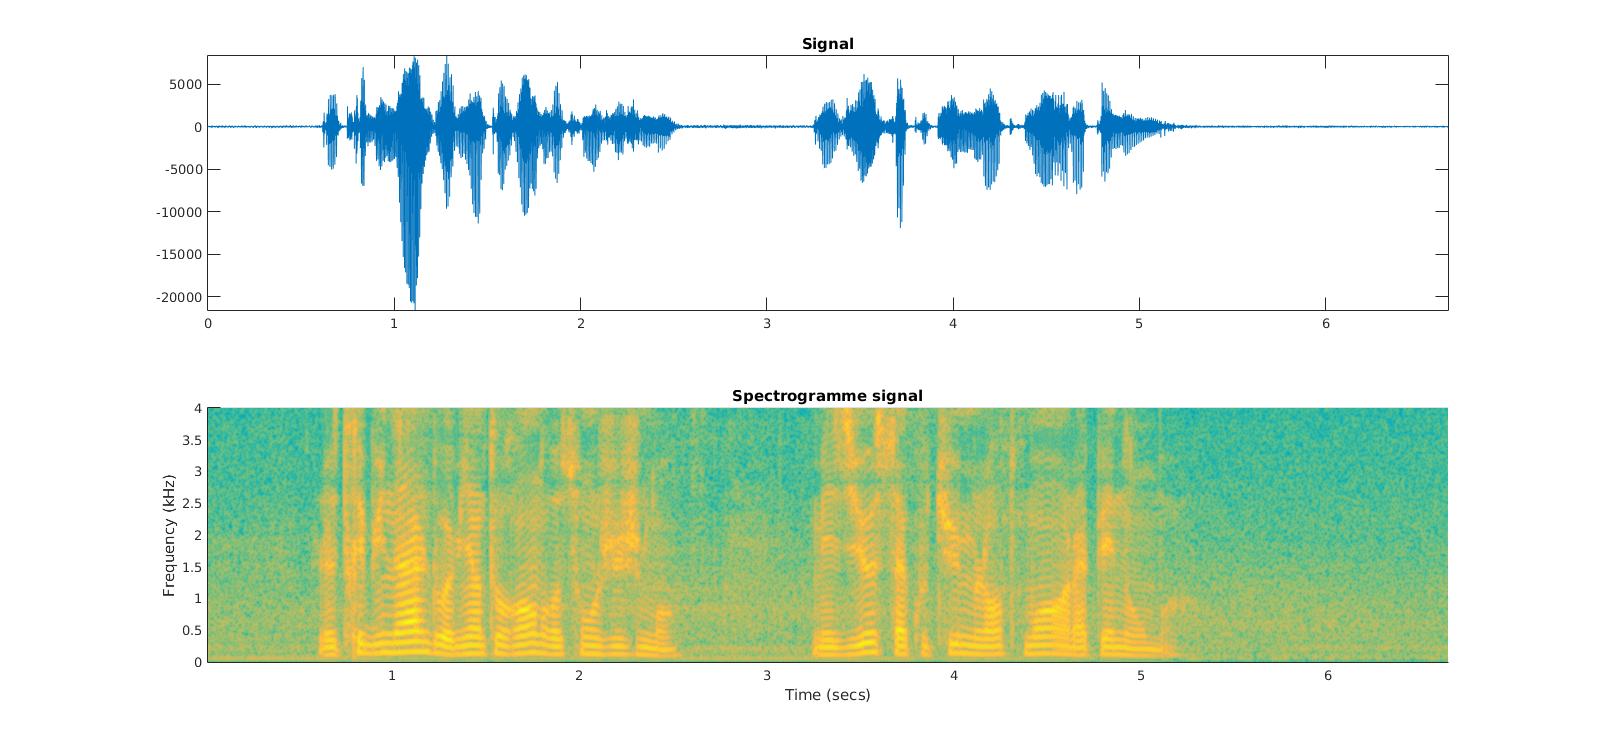 Signal
5000
0
-5000
-10000
-15000
-20000
0 1 2 3 4 5 6
Spectrogramme signal
4
3.5
3
2.5
2
1.5
1
0.5
0
Frequency (kHz)
1 2 3 4 5 6
Time (secs)